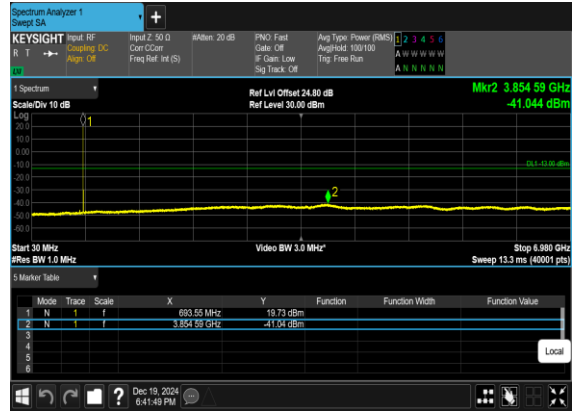 Spectrum Analyzer 1
Swept SA
+
KEYSIGHT
R T
LXI
Input: RF
Coupling: DC
Align: Off
Input Z: 50 Ω
Corr CCorr
Freq Ref: Int (S)
#Atten: 20 dB
PNO: Fast
Gate: Off
IF Gain: Low
Sig Track: Off
Avg Type: Power (RMS)
Avg|Hold: 100/100
Trig: Free Run
1 2 3 4 5 6
A W W W W W
A N N N N N
1 Spectrum
Scale/Div 10 dB
Ref Lvl Offset 24.80 dB
Ref Level 30.00 dBm
Mkr2 3.854 59 GHz
-41.044 dBm
Log
20.0
10.0
0.00
-10.0
-20.0
-30.0
-40.0
-50.0
-60.0
1
2
DL1 -13.00 dBm
Start 30 MHz
#Res BW 1.0 MHz
Video BW 3.0 MHz*
Stop 6.980 GHz
Sweep 13.3 ms (40001 pts)
5 Marker Table
Mode Trace Scale X Y Function Function Width Function Value
1 N 1 f 693.55 MHz 19.73 dBm
2 N 1 f 3.854 59 GHz -41.04 dBm
3
4
5
6
Local
?
Dec 19, 2024
6:41:49 PM